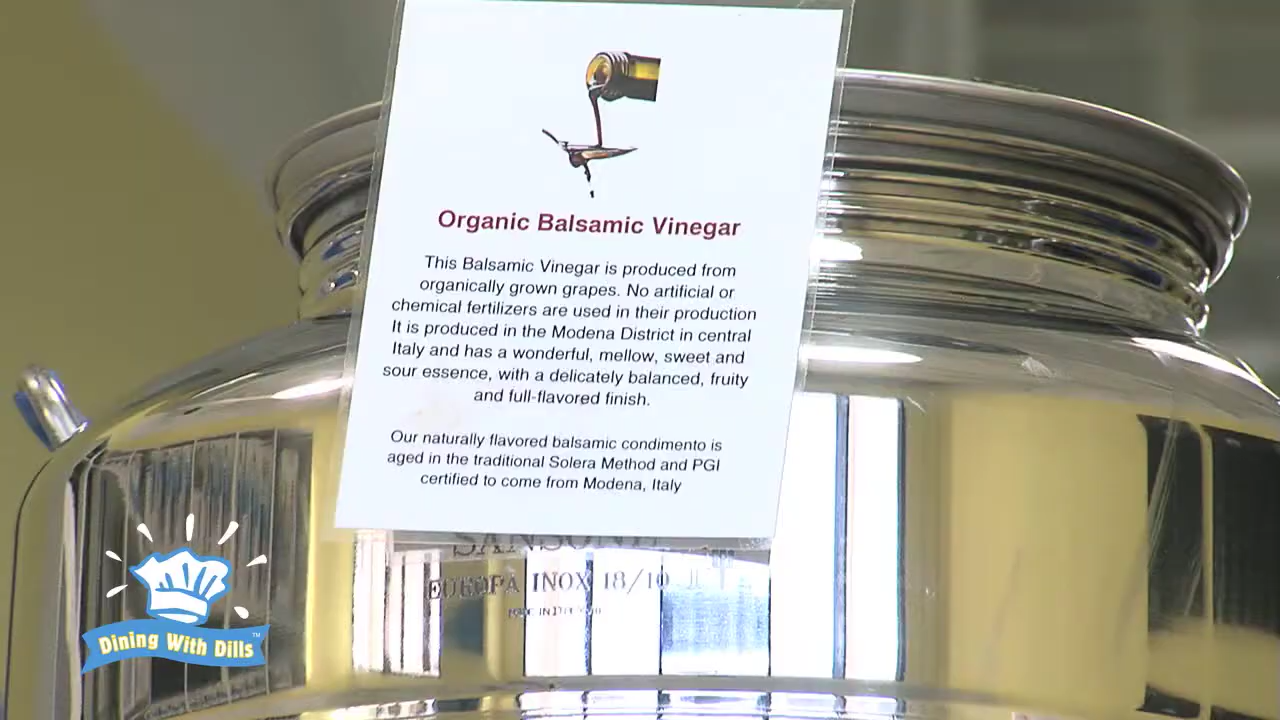 Organic Balsamic Vinegar
This Balsamic Vinegar is produced from
organically grown grapes. No artificial or
chemical fertilizers are used in their production
It is produced in the Modena District in central
Italy and has a wonderful, mellow, sweet and
sour essence, with a delicately balanced, fruity
and full-flavored finish.
Our naturally flavored balsamic condimento is
aged in the traditional Solera Method and PGI
certified to come from Modena, Italy
SANSONE
EUROPA INOX 18/10
Dining With Dills™